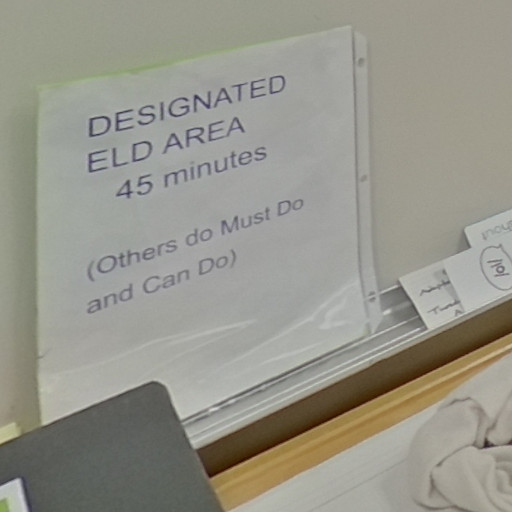 DESIGNATED
ELD AREA
45 minutes
(Others do Must Do
and Can Do)